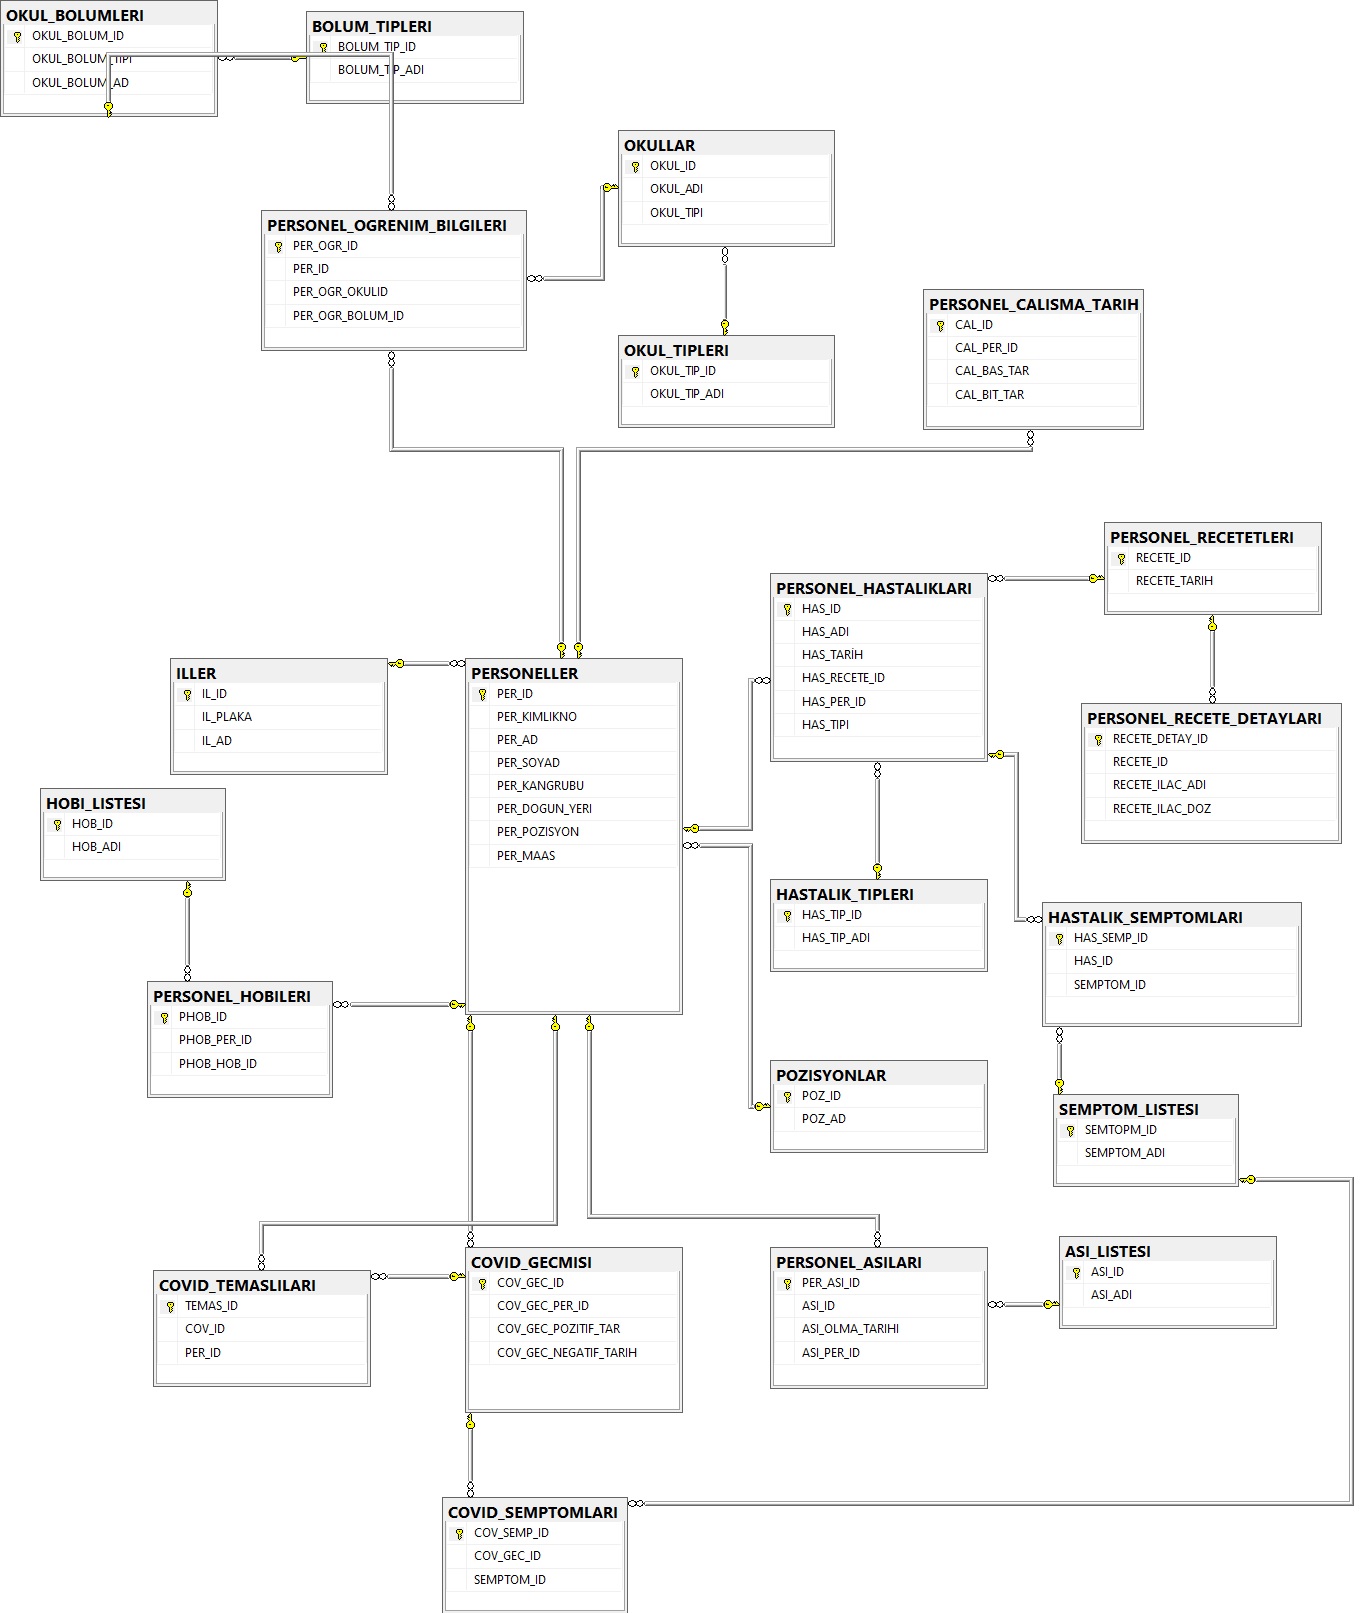 OKUL_BOLUMLERI
OKUL_BOLUM_ID
OKUL_BOLUM_TIPI
OKUL_BOLUM_AD
BOLUM_TIPLERI
BOLUM_TIP_ID
BOLUM_TIP_ADI
OKULLAR
OKUL_ID
OKUL_ADI
OKUL_TIPI
PERSONEL_OGRENIM_BILGILERI
PER_OGR_ID
PER_ID
PER_OGR_OKULID
PER_OGR_BOLUM_ID
OKUL_TIPLERI
OKUL_TIP_ID
OKUL_TIP_ADI
PERSONEL_CALISMA_TARIH
CAL_ID
CAL_PER_ID
CAL_BAS_TAR
CAL_BIT_TAR
PERSONEL_RECETETLERI
RECETE_ID
RECETE_TARIH
PERSONEL_HASTALIKLARI
HAS_ID
HAS_ADI
HAS_TARİH
HAS_RECETE_ID
HAS_PER_ID
HAS_TIPI
ILLER
IL_ID
IL_PLAKA
IL_AD
PERSONELLER
PER_ID
PER_KIMLIKNO
PER_AD
PER_SOYAD
PER_KANGRUBU
PER_DOGUN_YERI
PER_POZISYON
PER_MAAS
PERSONEL_RECETE_DETAYLARI
RECETE_DETAY_ID
RECETE_ID
RECETE_ILAC_ADI
RECETE_ILAC_DOZ
HOBI_LISTESI
HOB_ID
HOB_ADI
HASTALIK_TIPLERI
HAS_TIP_ID
HAS_TIP_ADI
HASTALIK_SEMPTOMLARI
HAS_SEMP_ID
HAS_ID
SEMPTOM_ID
PERSONEL_HOBILERI
PHOB_ID
PHOB_PER_ID
PHOB_HOB_ID
POZISYONLAR
POZ_ID
POZ_AD
SEMPTOM_LISTESI
SEMTOPM_ID
SEMPTOM_ADI
COVID_TEMASLILARI
TEMAS_ID
COV_ID
PER_ID
COVID_GECMISI
COV_GEC_ID
COV_GEC_PER_ID
COV_GEC_POZITIF_TAR
COV_GEC_NEGATIF_TARIH
PERSONEL_ASILARI
PER_ASI_ID
ASI_ID
ASI_OLMA_TARIHI
ASI_PER_ID
ASI_LISTESI
ASI_ID
ASI_ADI
COVID_SEMPTOMLARI
COV_SEMP_ID
COV_GEC_ID
SEMPTOM_ID